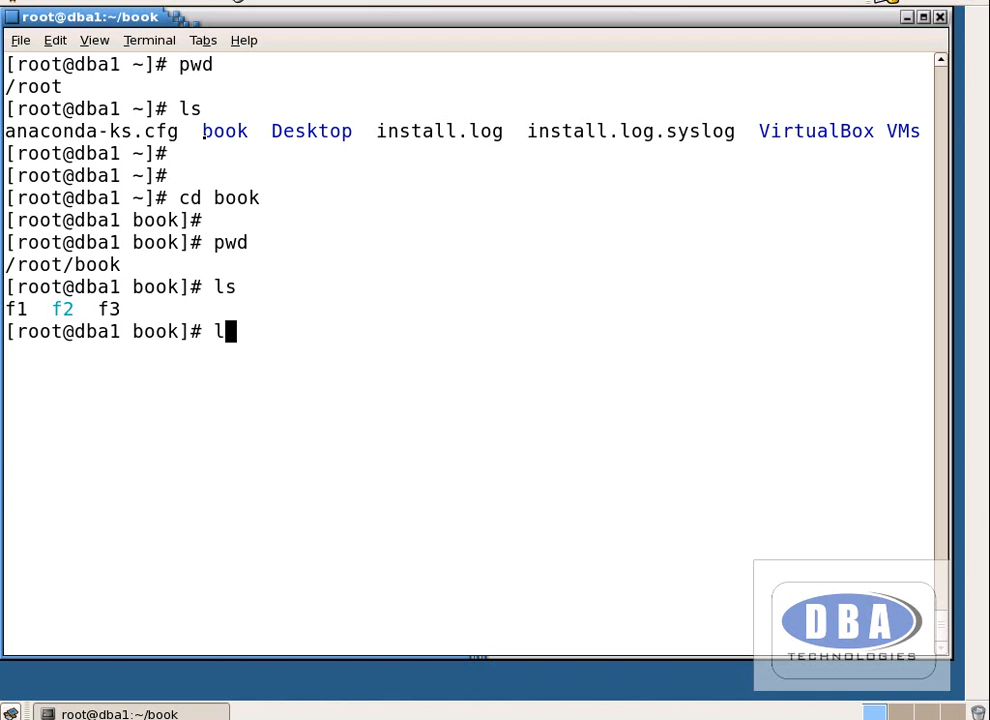 root@dba1:~/book
File Edit View Terminal Tabs Help
[root@dba1 ~]# pwd
/root
[root@dba1 ~]# ls
anaconda-ks.cfg book Desktop install.log install.log.syslog VirtualBox VMs
[root@dba1 ~]#
[root@dba1 ~]#
[root@dba1 ~]# cd book
[root@dba1 book]#
[root@dba1 book]# pwd
/root/book
[root@dba1 book]# ls
f1 f2 f3
[root@dba1 book]# l
DBA
TECHNOLOGIES
root@dba1:~/book